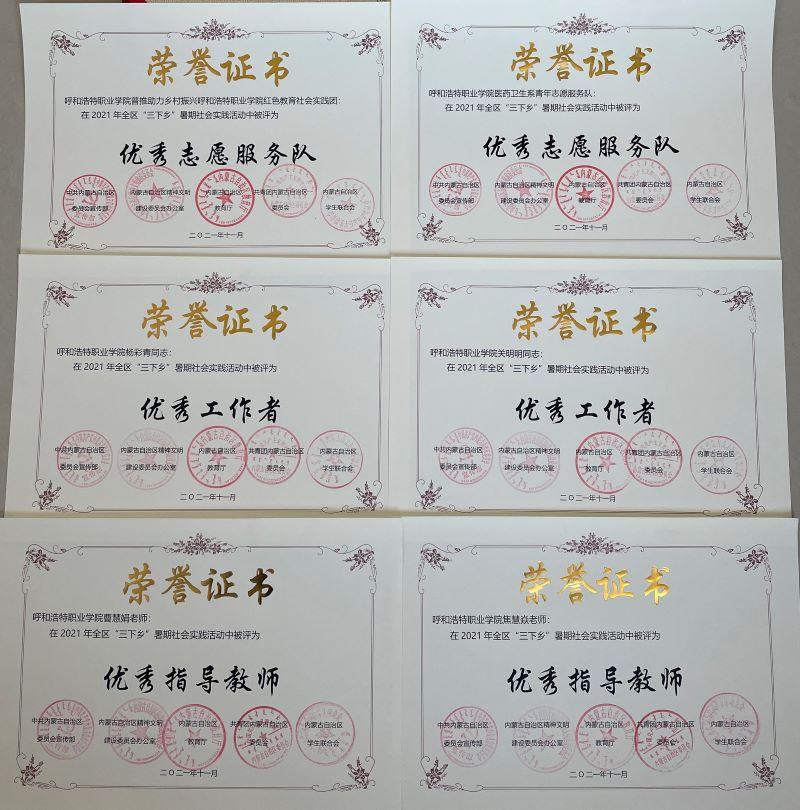 荣誉证书
呼和浩特职业学院普推助力乡村振兴呼和浩特职业学院红色教育社会实践团：
在2021年全区“三下乡”暑期社会实践活动中被评为
优秀志愿服务队
中共内蒙古自治区 内蒙古自治区精神文明 内蒙古自治区 共青团内蒙古自治区 内蒙古自治区
委员会宣传部 建设委员会办公室 教育厅 委员会 学生联合会
二〇二一年十一月
荣誉证书
呼和浩特职业学院医药卫生系青年志愿服务队：
在2021年全区“三下乡”暑期社会实践活动中被评为
优秀志愿服务队
中共内蒙古自治区 内蒙古自治区精神文明 内蒙古自治区 共青团内蒙古自治区 内蒙古自治区
委员会宣传部 建设委员会办公室 教育厅 委员会 学生联合会
二〇二一年十一月
荣誉证书
呼和浩特职业学院杨彩青同志：
在2021年全区“三下乡”暑期社会实践活动中被评为
优秀工作者
中共内蒙古自治区 内蒙古自治区精神文明 内蒙古自治区 共青团内蒙古自治区 内蒙古自治区
委员会宣传部 建设委员会办公室 教育厅 委员会 学生联合会
二〇二一年十一月
荣誉证书
呼和浩特职业学院关明明同志：
在2021年全区“三下乡”暑期社会实践活动中被评为
优秀工作者
中共内蒙古自治区 内蒙古自治区精神文明 内蒙古自治区 共青团内蒙古自治区 内蒙古自治区
委员会宣传部 建设委员会办公室 教育厅 委员会 学生联合会
二〇二一年十一月
荣誉证书
呼和浩特职业学院曹慧娟老师：
在2021年全区“三下乡”暑期社会实践活动中被评为
优秀指导教师
中共内蒙古自治区 内蒙古自治区精神文明 内蒙古自治区 共青团内蒙古自治区 内蒙古自治区
委员会宣传部 建设委员会办公室 教育厅 委员会 学生联合会
二〇二一年十一月
荣誉证书
呼和浩特职业学院焦慧焱老师：
在2021年全区“三下乡”暑期社会实践活动中被评为
优秀指导教师
中共内蒙古自治区 内蒙古自治区精神文明 内蒙古自治区 共青团内蒙古自治区 内蒙古自治区
委员会宣传部 建设委员会办公室 教育厅 委员会 学生联合会
二〇二一年十一月